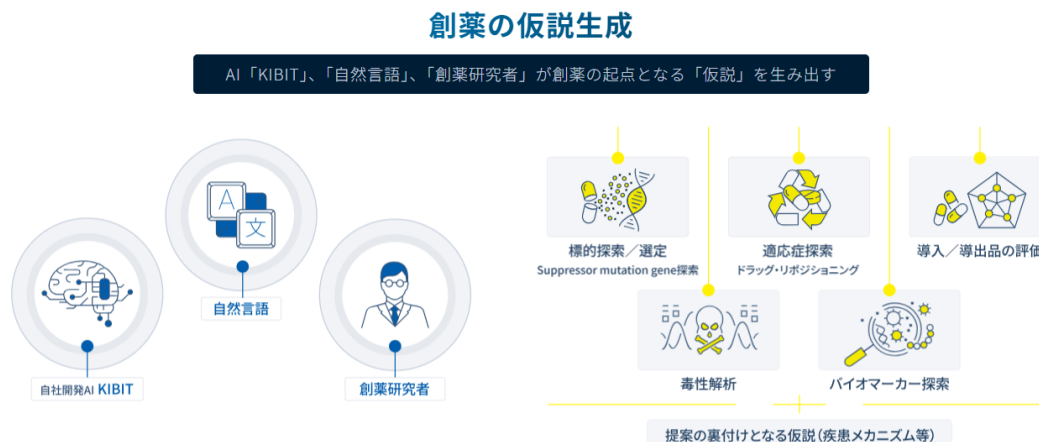 創薬の仮説生成
AI「KIBIT」、「自然言語」、「創薬研究者」が創薬の起点となる「仮説」を生み出す
A
文
自然言語
自社開発AI KIBIT
創薬研究者
標的探索／選定
Suppressor mutation gene探索
適応症探索
ドラッグ・リポジショニング
導入／導出品の評価
毒性解析
バイオマーカー探索
提案の裏付けとなる仮説(疾患メカニズム等)